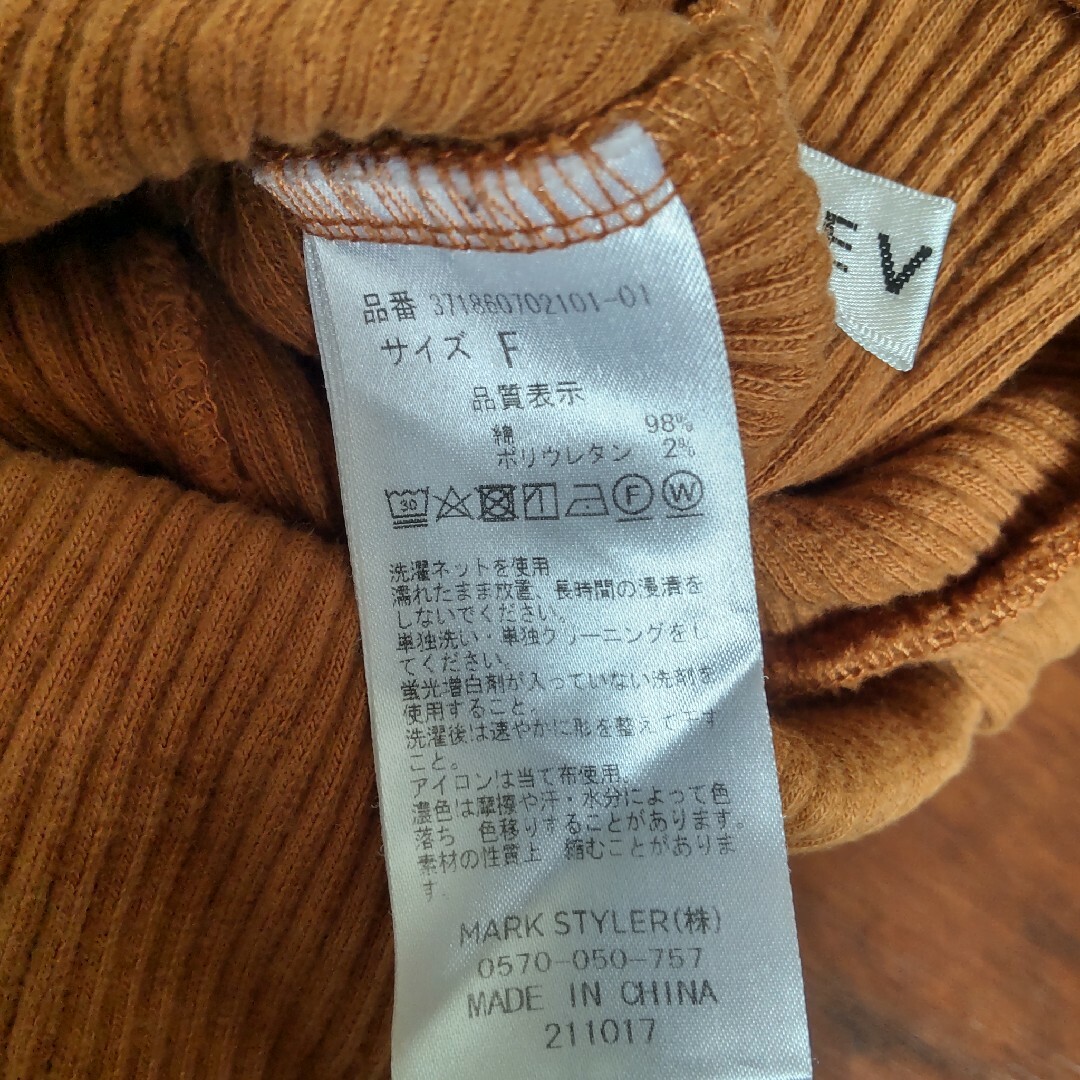 品番 371860702101-01
サイズ F
品質表示
綿 98%
ポリウレタン 2%
30
F W
洗濯ネットを使用
濡れたまま放置、長時間の浸漬を
しないでください。
単独洗い・単独クリーニングをし
てください。
蛍光増白剤が入っていない洗剤を
使用すること。
洗濯後は速やかに形を整えて干す
こと。
アイロンは当て布使用。
濃色は摩擦や汗・水分によって色
落ち 色移りすることがあります。
素材の性質上 縮むことがありま
す。
MARK STYLER(株)
0570-050-757
MADE IN CHINA
211017
EV